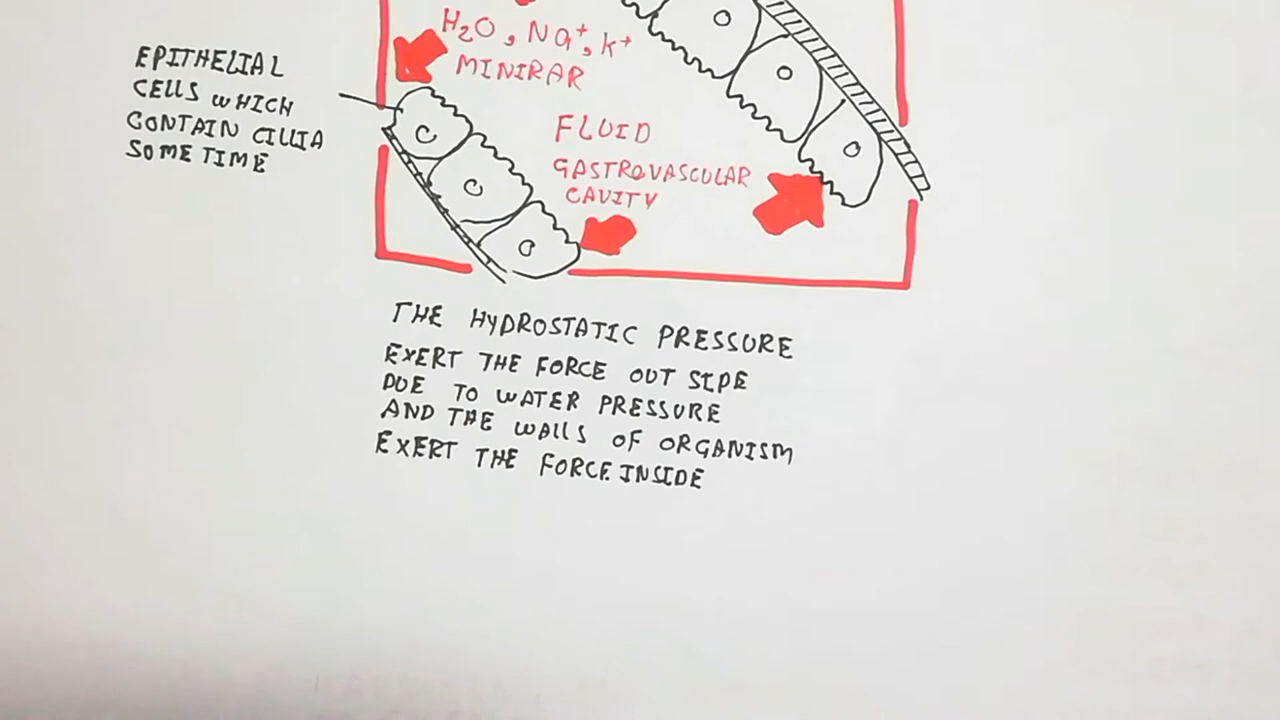 H₂O, Na⁺, K⁺
MINIRAR
EPITHELIAL
CELLS WHICH
CONTAIN CILLIA
SOME TIME
FLUID
GASTROVASCULAR
CAVITY
THE HYDROSTATIC PRESSURE
EXERT THE FORCE OUT SIDE
DUE TO WATER PRESSURE
AND THE WALLS OF ORGANISM
EXERT THE FORCE INSIDE